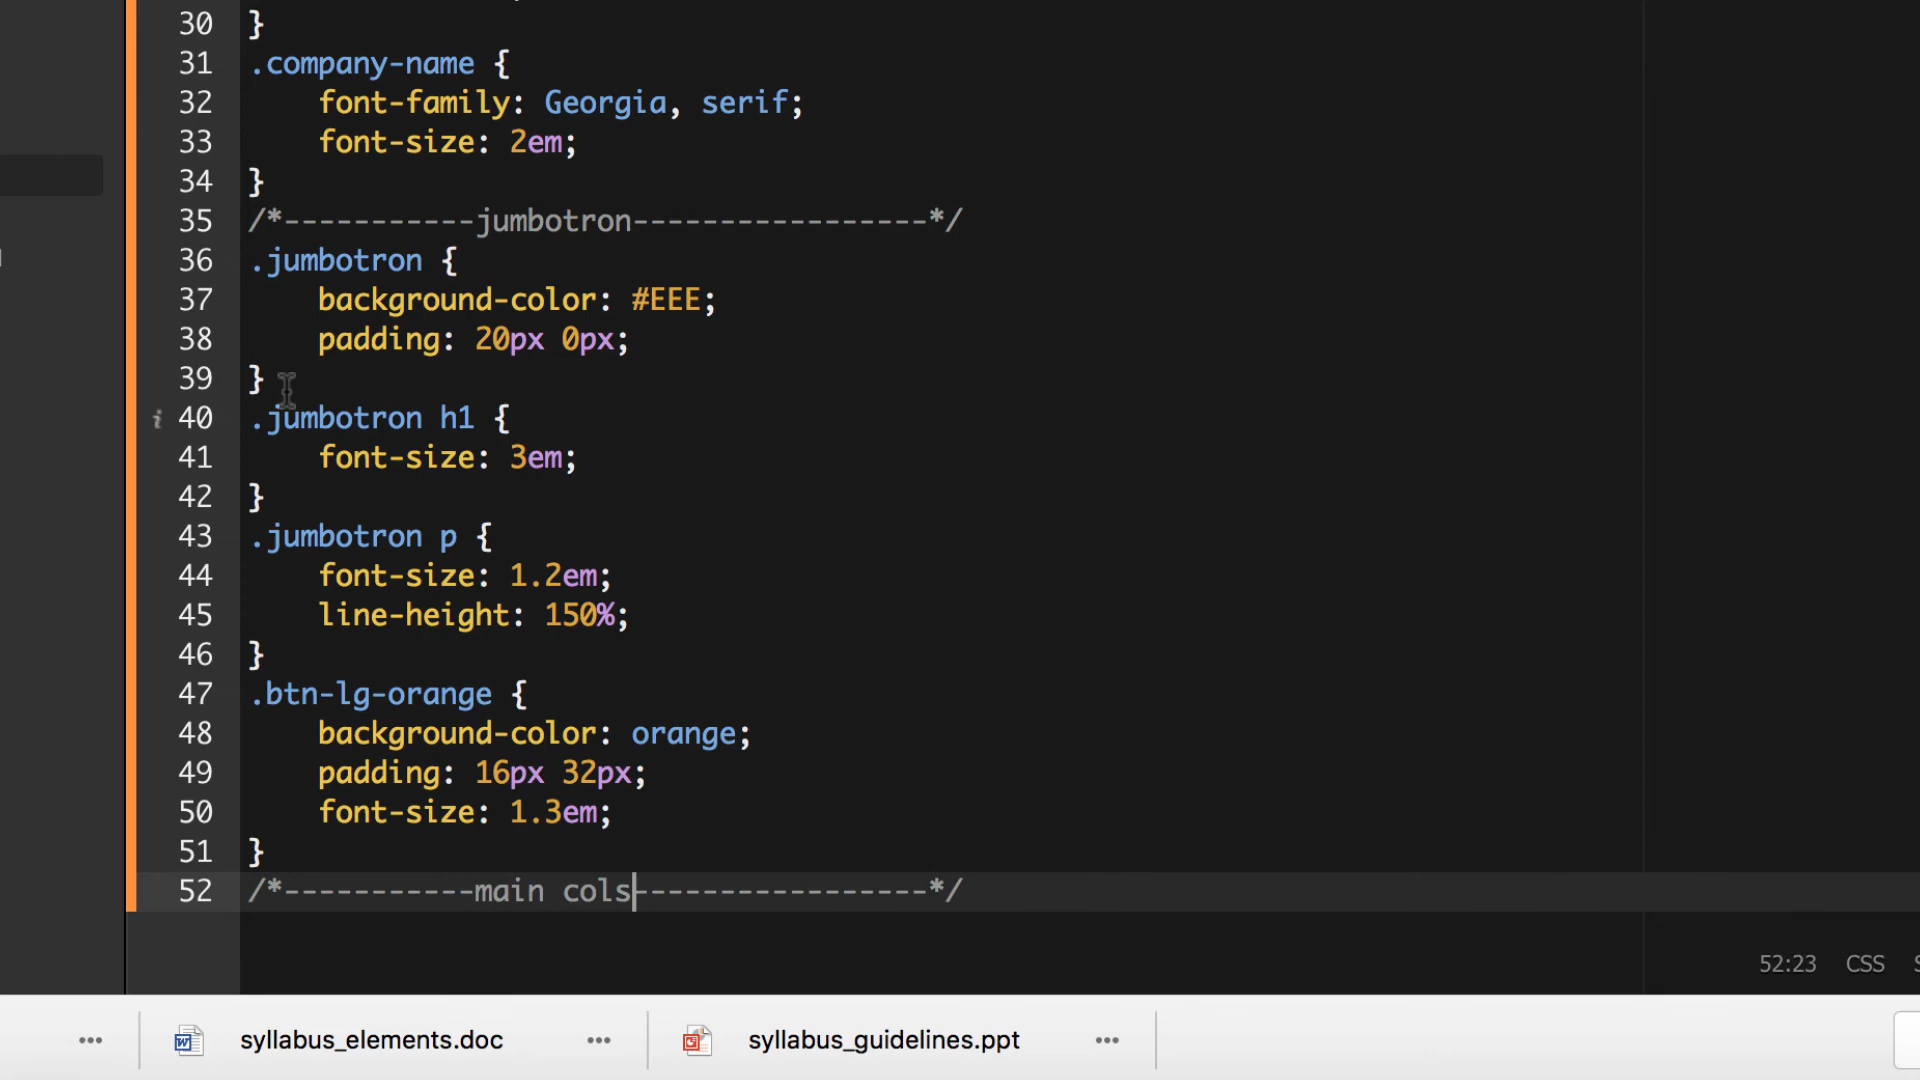 30 }
31 .company-name {
32 font-family: Georgia, serif;
33 font-size: 2em;
34 }
35 /*-----------jumbotron-----------------*/
36 .jumbotron {
37 background-color: #EEE;
38 padding: 20px 0px;
39 }
i 40 .jumbotron h1 {
41 font-size: 3em;
42 }
43 .jumbotron p {
44 font-size: 1.2em;
45 line-height: 150%;
46 }
47 .btn-lg-orange {
48 background-color: orange;
49 padding: 16px 32px;
50 font-size: 1.3em;
51 }
52 /*-----------main cols-----------------*/
52:23 CSS
syllabus_elements.doc ••• syllabus_guidelines.ppt •••